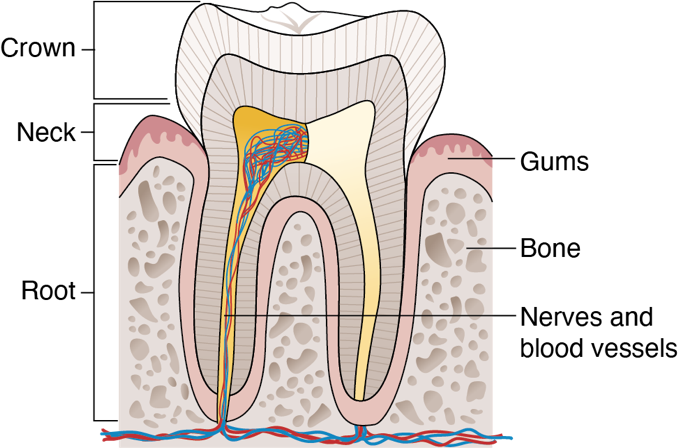 Crown
Neck
Gums
Bone
Root
Nerves and
blood vessels